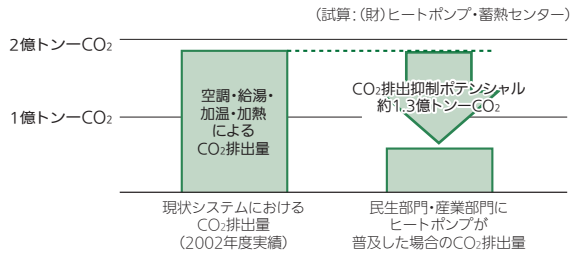 （試算：（財）ヒートポンプ・蓄熱センター）
2億トンーCO₂
1億トンーCO₂
空調・給湯・
加温・加熱
による
CO₂排出量
CO₂排出抑制ポテンシャル
約1.3億トンーCO₂
現状システムにおける
CO₂排出量
（2002年度実績）
民生部門・産業部門に
ヒートポンプが
普及した場合のCO₂排出量